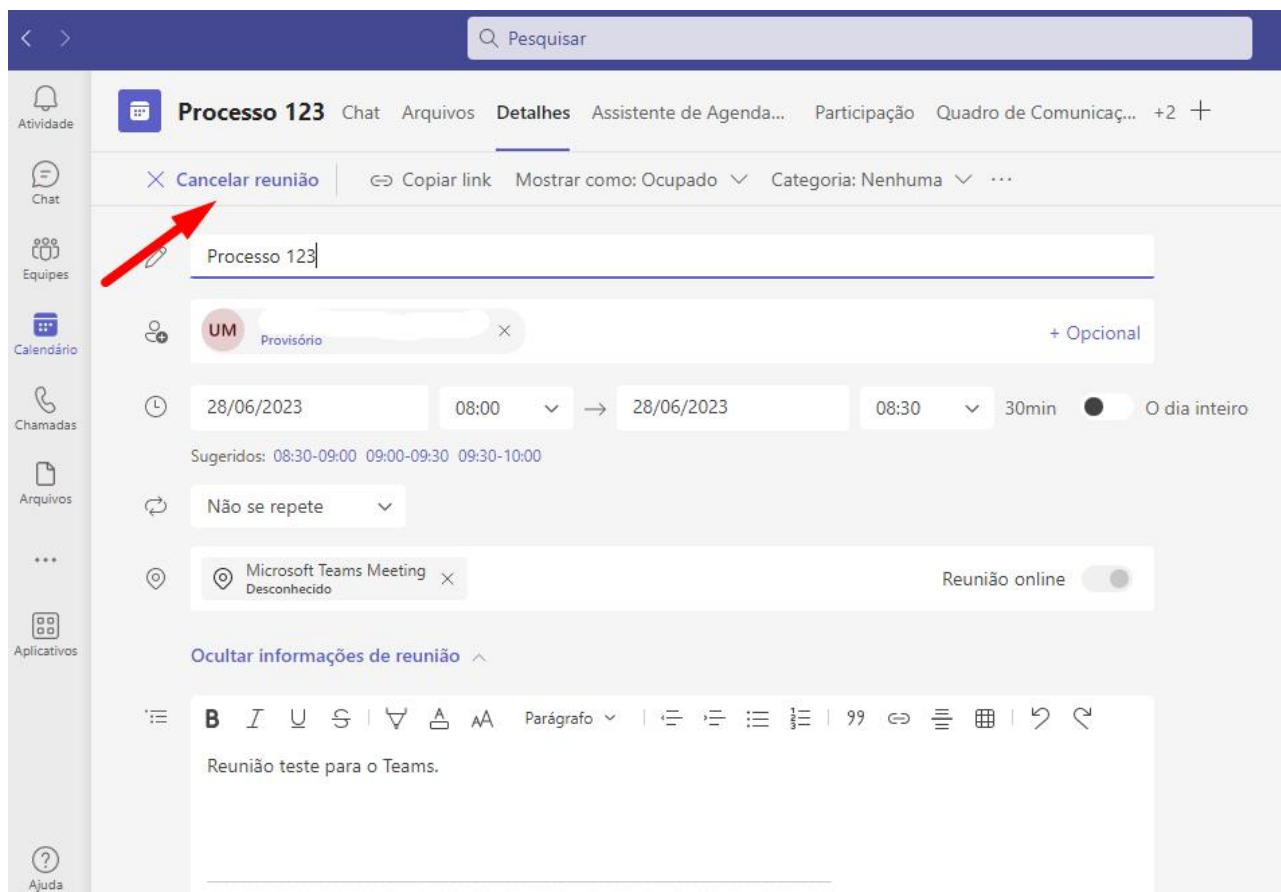 Pesquisar
Atividade
Chat
Equipes
Calendário
Chamadas
Arquivos
Aplicativos
Ajuda
Processo 123 Chat Arquivos Detalhes Assistente de Agenda... Participação Quadro de Comunicaç... +2
Cancelar reunião Copiar link Mostrar como: Ocupado Categoria: Nenhuma ...
Processo 123
UM
Provisório
+ Opcional
28/06/2023 08:00 → 28/06/2023 08:30 30min O dia inteiro
Sugeridos: 08:30-09:00 09:00-09:30 09:30-10:00
Não se repete
Microsoft Teams Meeting
Desconhecido
Reunião online
Ocultar informações de reunião
B I U S A AA Parágrafo
Reunião teste para o Teams.